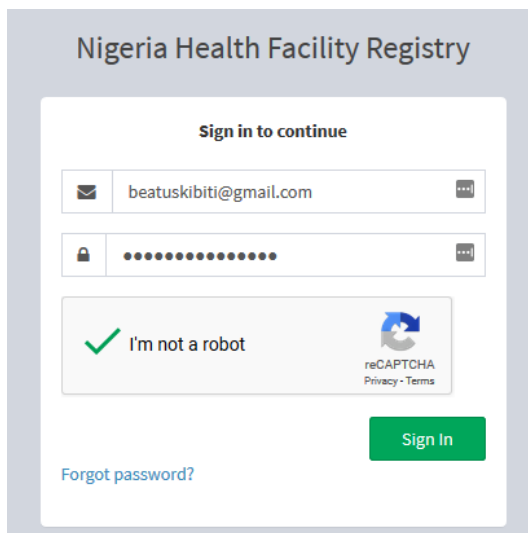 Nigeria Health Facility Registry
Sign in to continue
beatuskibiti@gmail.com
●●●●●●●●●●●●●●●
I'm not a robot
reCAPTCHA
Privacy - Terms
Sign In
Forgot password?